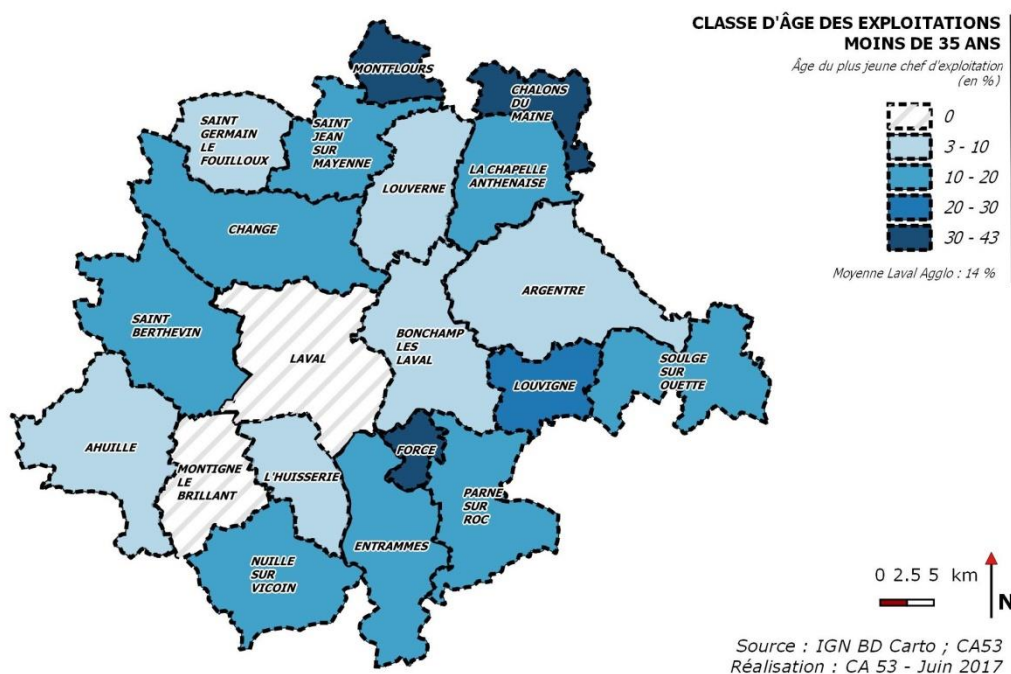 CLASSE D'ÂGE DES EXPLOITATIONS
MOINS DE 35 ANS
Âge du plus jeune chef d'exploitation
(en %)
0
3 - 10
10 - 20
20 - 30
30 - 43
Moyenne Laval Agglo : 14 %
MONTFLOURS
CHALONS
DU
MAINE
SAINT
GERMAIN
LE
FOUILLOUX
SAINT
JEAN
SUR
MAYENNE
LOUVERNE
LA CHAPELLE
ANTHENAISE
CHANGE
ARGENTRE
SAINT
BERTHEVIN
LAVAL
BONCHAMP
LES
LAVAL
LOUVIGNE
SOULGE
SUR
OUETTE
AHUILLE
MONTIGNE
LE
BRILLANT
L'HUISSERIE
FORCE
PARNE
SUR
ROC
ENTRAMMES
NUILLE
SUR
VICOIN
0 2.5 5 km
N
Source : IGN BD Carto ; CA53
Réalisation : CA 53 - Juin 2017